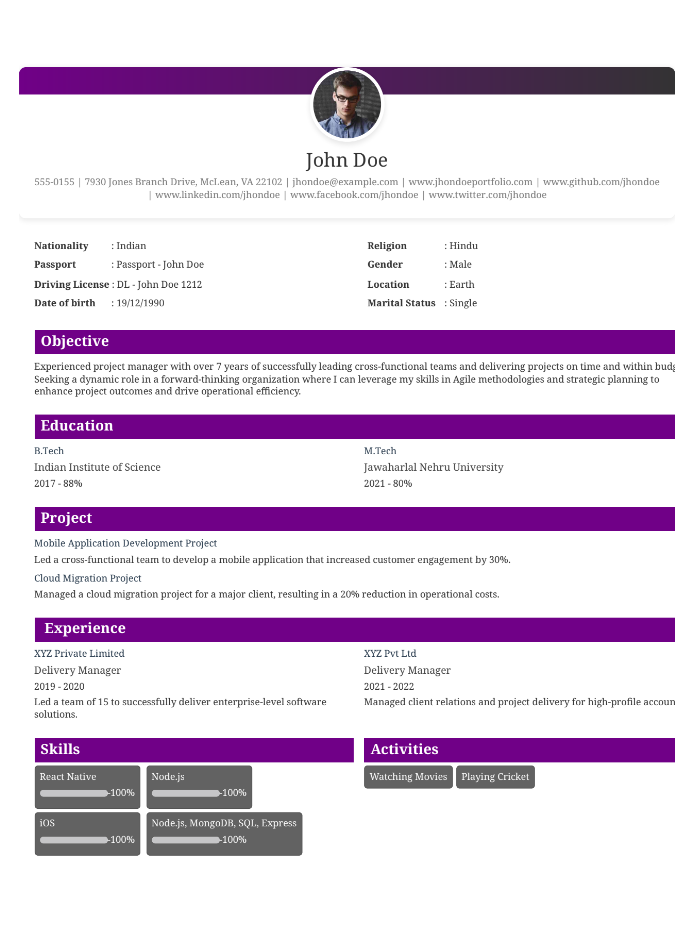 John Doe
555-0155 | 7930 Jones Branch Drive, McLean, VA 22102 | jhondoe@example.com | www.jhondoeportfolio.com | www.github.com/jhondoe
| www.linkedin.com/jhondoe | www.facebook.com/jhondoe | www.twitter.com/jhondoe
Nationality : Indian
Religion : Hindu
Passport : Passport - John Doe
Gender : Male
Driving License : DL - John Doe 1212
Location : Earth
Date of birth : 19/12/1990
Marital Status : Single
Objective
Experienced project manager with over 7 years of successfully leading cross-functional teams and delivering projects on time and within
Seeking a dynamic role in a forward-thinking organization where I can leverage my skills in Agile methodologies and strategic planning to
enhance project outcomes and drive operational efficiency.
Education
B.Tech
Indian Institute of Science
2017 - 88%
M.Tech
Jawaharlal Nehru University
2021 - 80%
Project
Mobile Application Development Project
Led a cross-functional team to develop a mobile application that increased customer engagement by 30%.
Cloud Migration Project
Managed a cloud migration project for a major client, resulting in a 20% reduction in operational costs.
Experience
XYZ Private Limited
Delivery Manager
2019 - 2020
Led a team of 15 to successfully deliver enterprise-level software
solutions.
XYZ Pvt Ltd
Delivery Manager
2021 - 2022
Managed client relations and project delivery for high-profile accoun
Skills
React Native
-100%
Node.js
-100%
iOS
-100%
Node.js, MongoDB, SQL, Express
-100%
Activities
Watching Movies
Playing Cricket